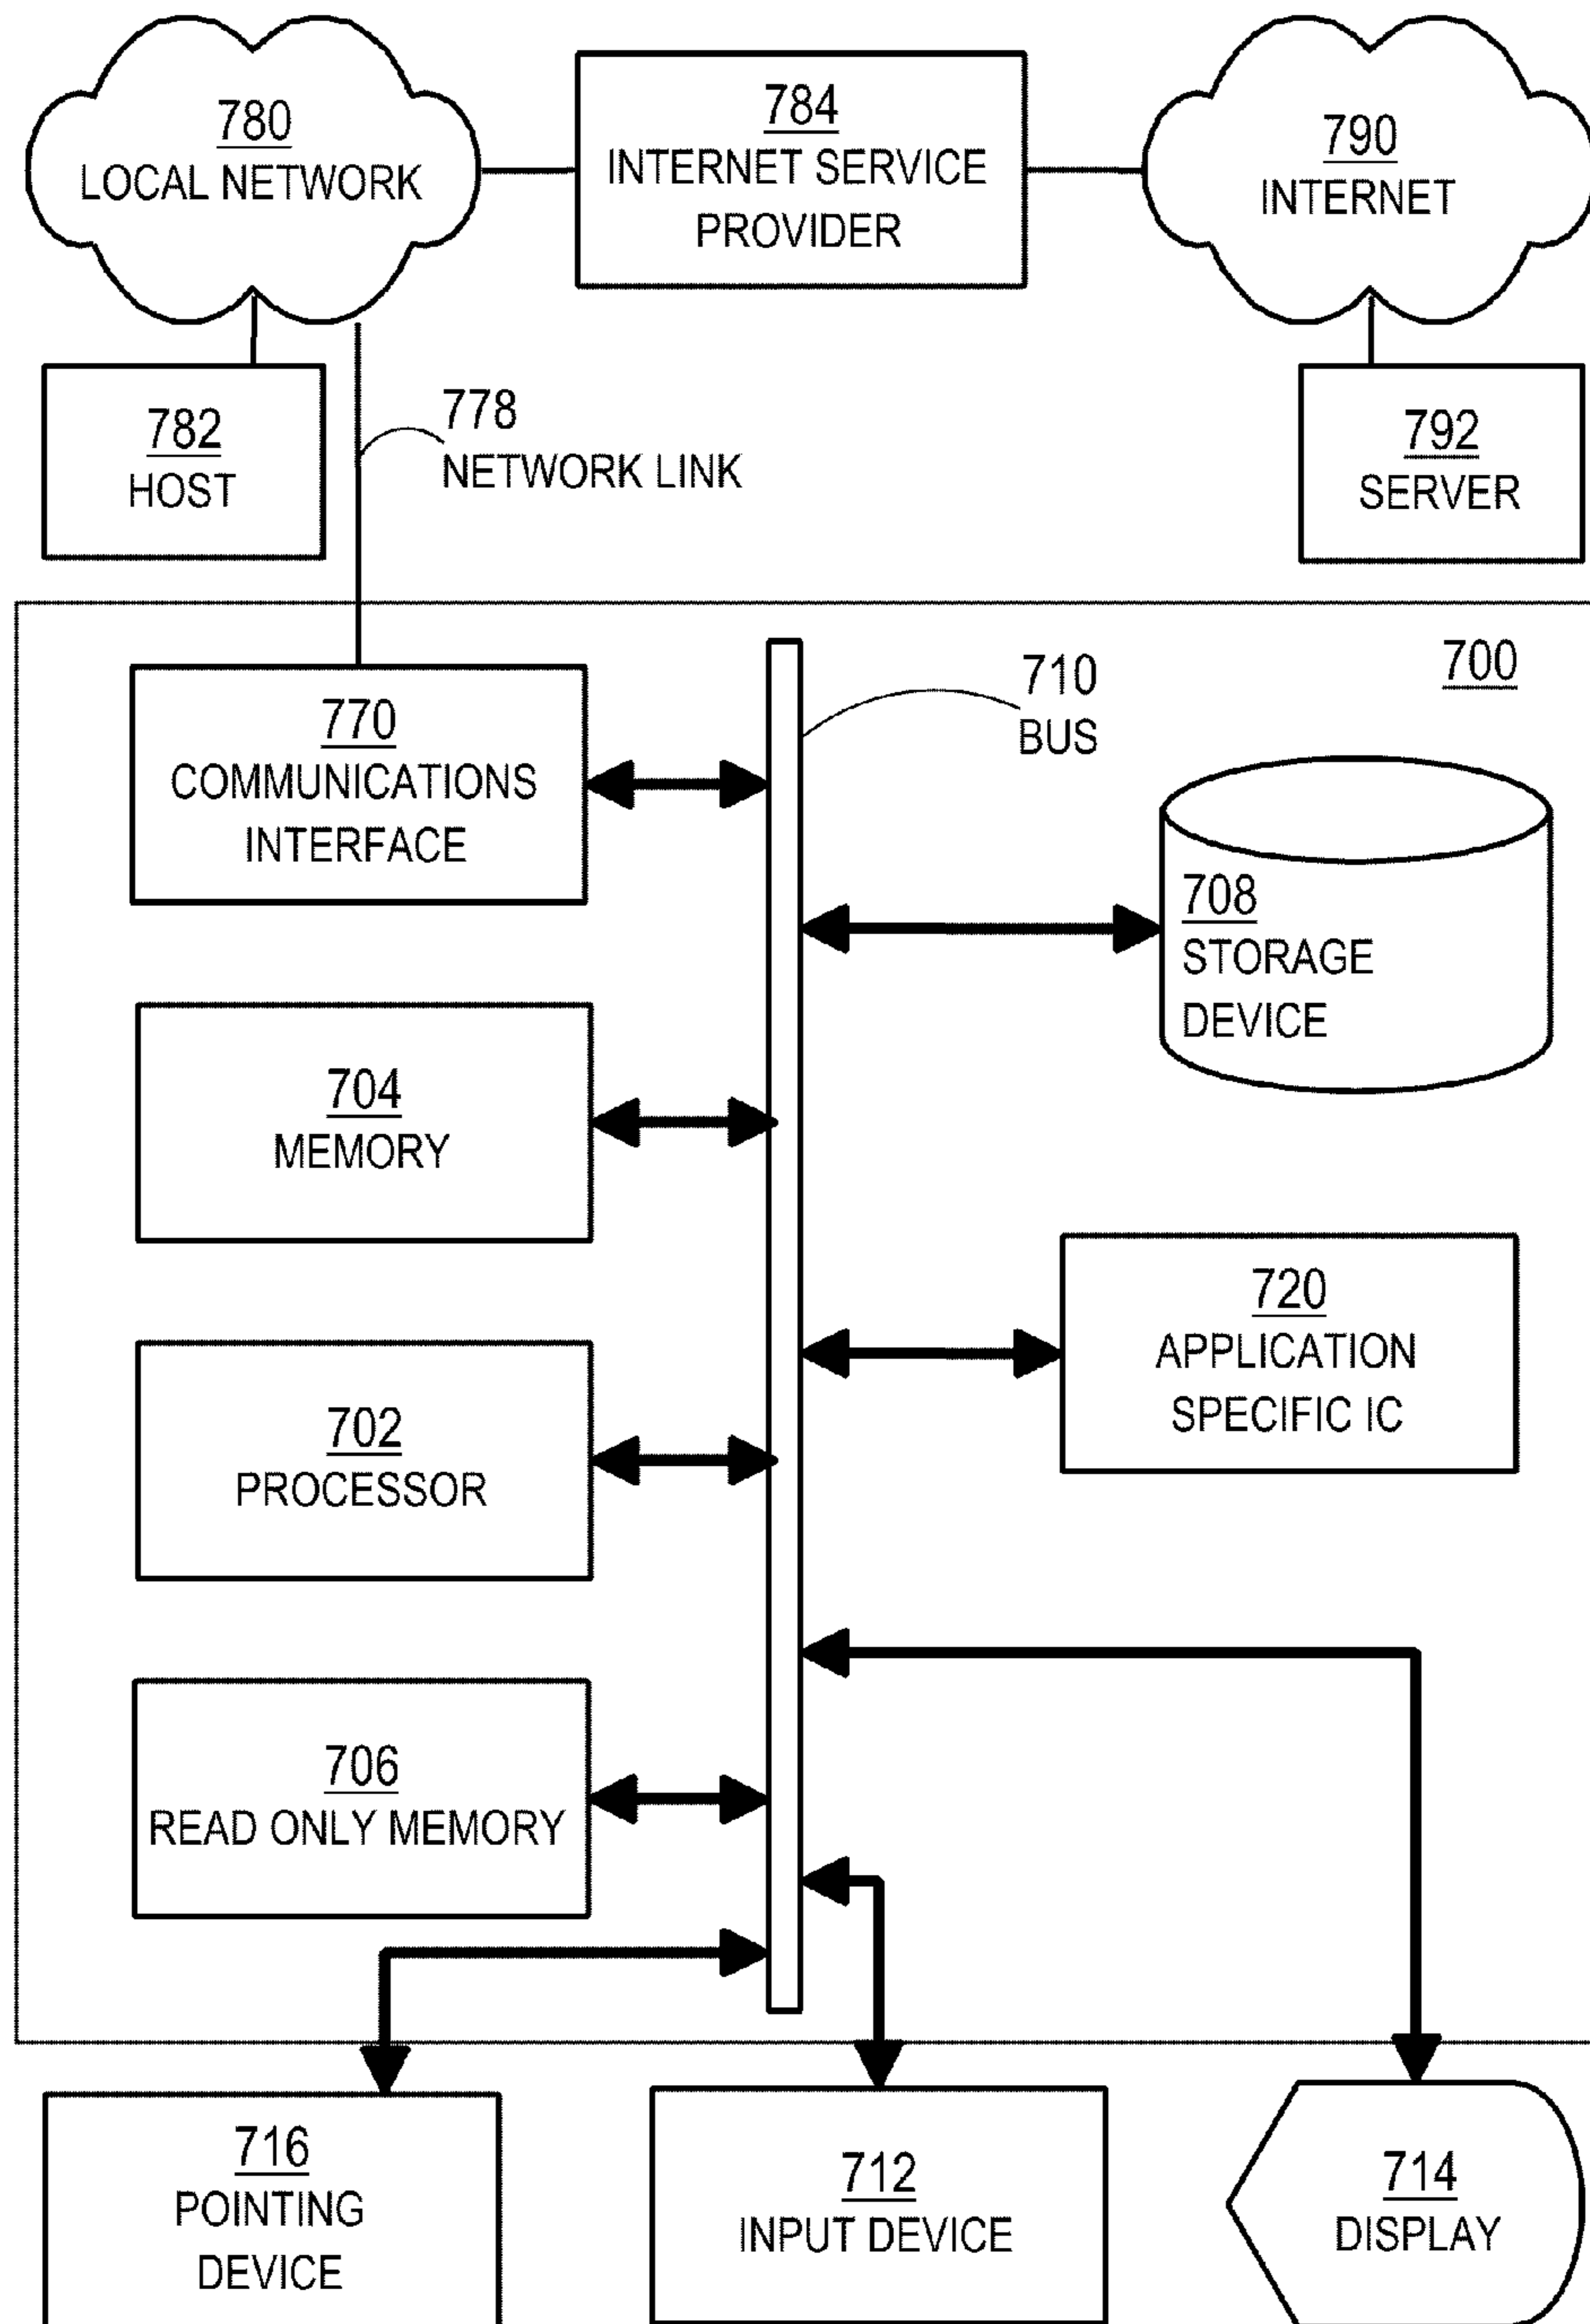 780
LOCAL NETWORK
784
INTERNET SERVICE
PROVIDER
790
INTERNET
782
HOST
778
NETWORK LINK
792
SERVER
700
770
COMMUNICATIONS
INTERFACE
710
BUS
708
STORAGE
DEVICE
704
MEMORY
720
APPLICATION
SPECIFIC IC
702
PROCESSOR
706
READ ONLY MEMORY
716
POINTING
DEVICE
712
INPUT DEVICE
714
DISPLAY